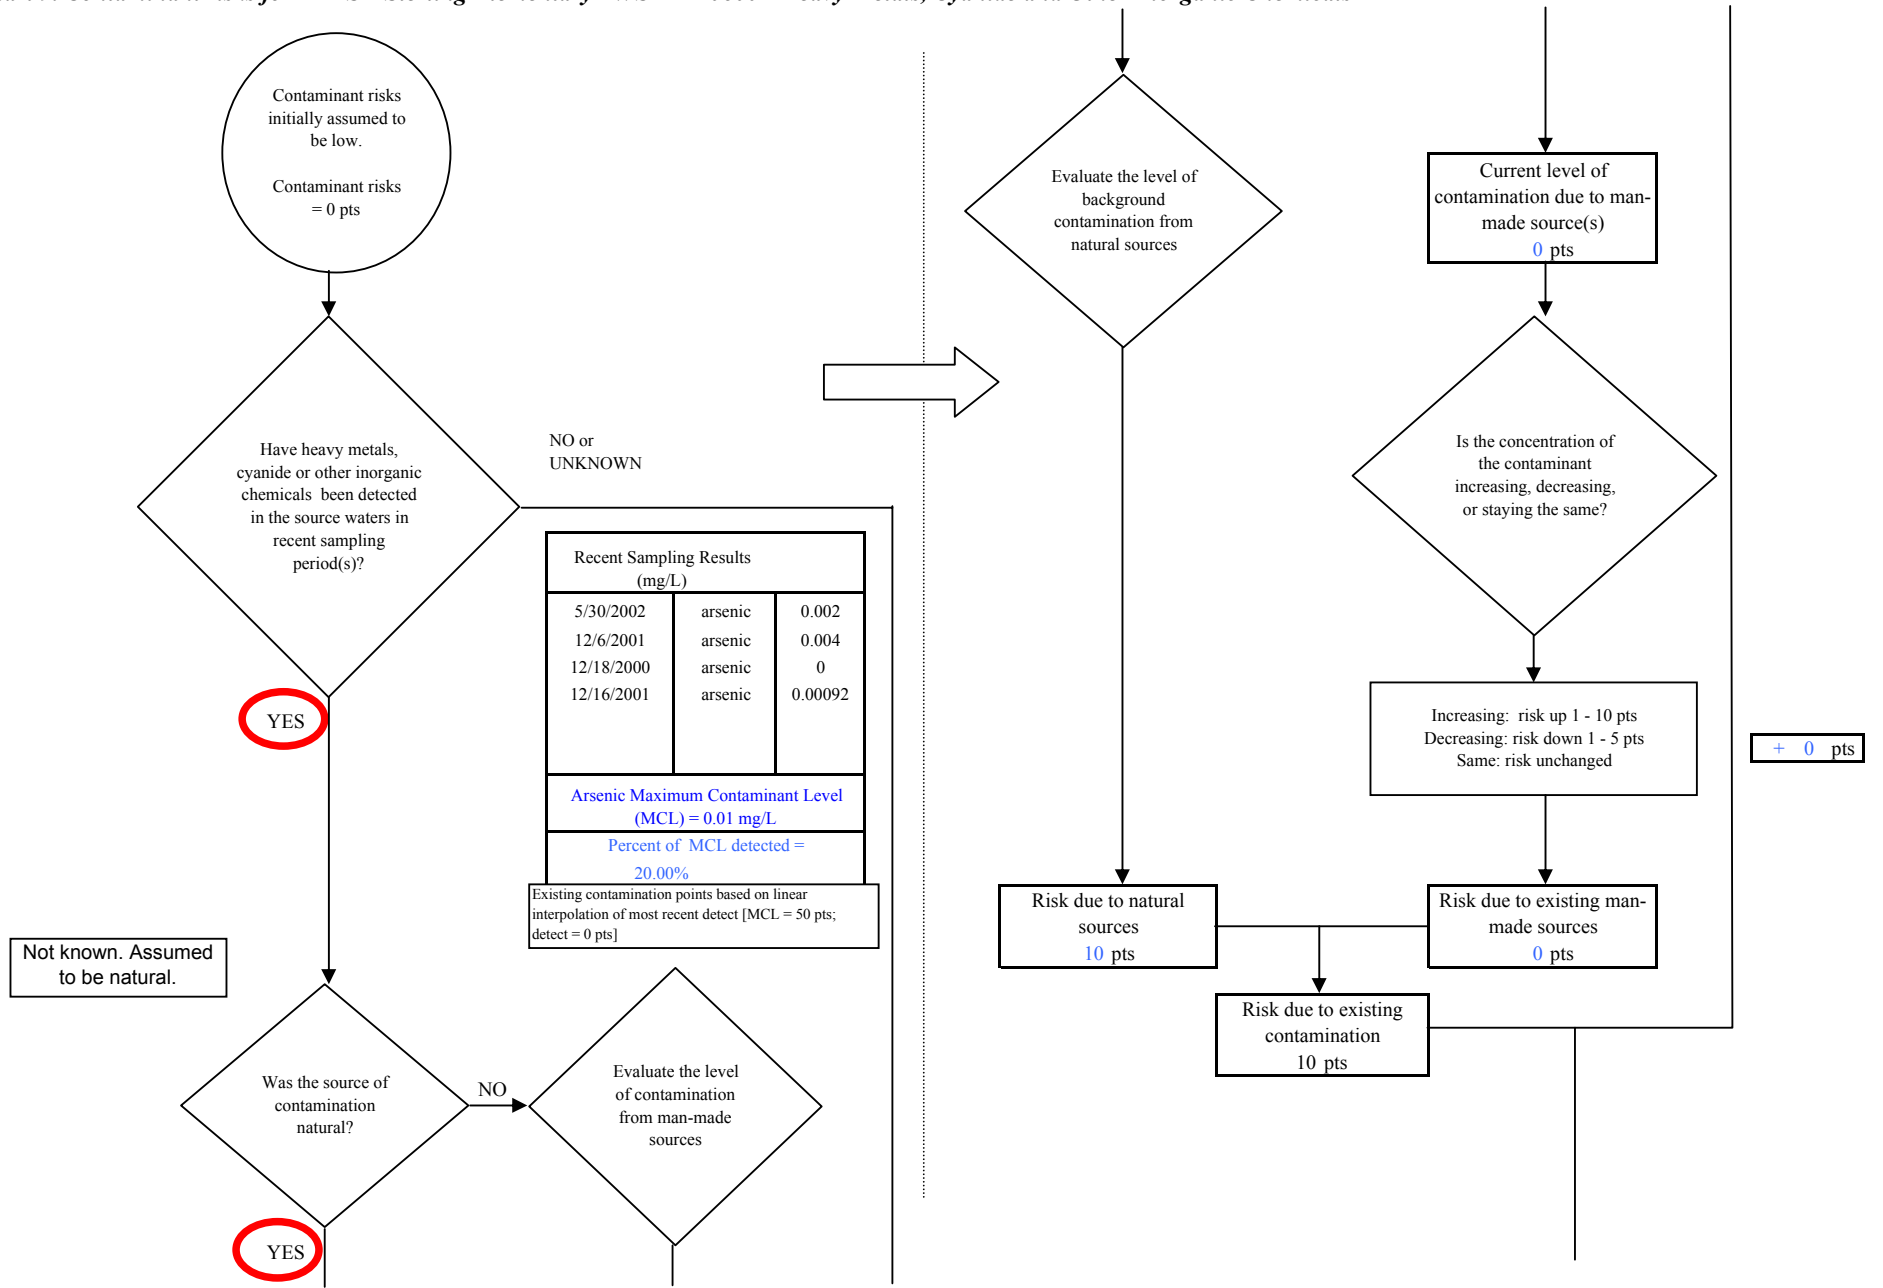 Contaminant risks
initially assumed to
be low.
Contaminant risks
= 0 pts
Have heavy metals,
cyanide or other inorganic
chemicals been detected
in the source waters in
recent sampling
period(s)?
NO or
UNKNOWN
YES
Recent Sampling Results
(mg/L)
5/30/2002 arsenic 0.002
12/6/2001 arsenic 0.004
12/18/2000 arsenic 0
12/16/2001 arsenic 0.00092
Arsenic Maximum Contaminant Level
(MCL) = 0.01 mg/L
Percent of MCL detected =
20.00%
Existing contamination points based on linear
interpolation of most recent detect [MCL = 50 pts;
detect = 0 pts]
Not known. Assumed
to be natural.
Was the source of
contamination
natural?
NO
YES
Evaluate the level
of contamination
from man-made
sources
Evaluate the level of
background
contamination from
natural sources
Current level of
contamination due to man-
made source(s)
0 pts
Is the concentration of
the contaminant
increasing, decreasing,
or staying the same?
Increasing: risk up 1 - 10 pts
Decreasing: risk down 1 - 5 pts
Same: risk unchanged
+ 0 pts
Risk due to natural
sources
10 pts
Risk due to existing man-
made sources
0 pts
Risk due to existing
contamination
10 pts